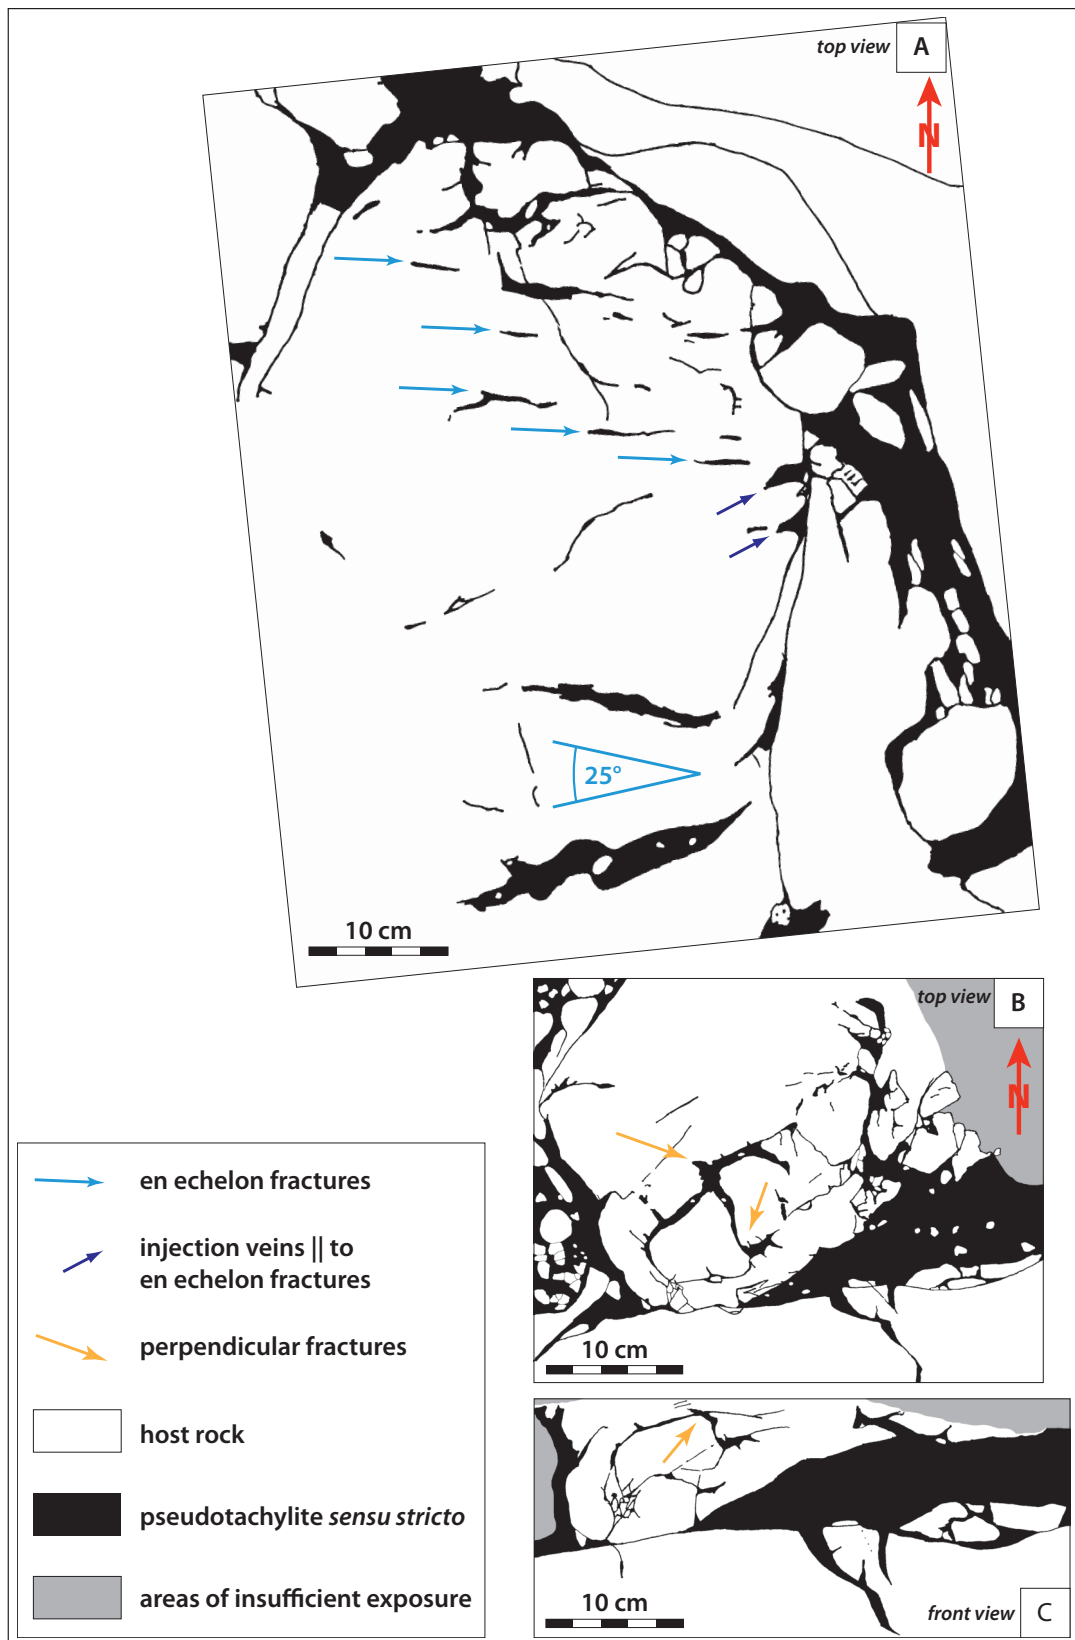 top view A
N
25°
10 cm
top view B
N
10 cm
en echelon fractures
injection veins || to
en echelon fractures
perpendicular fractures
host rock
pseudotachylite sensu stricto
areas of insufficient exposure
10 cm
front view C